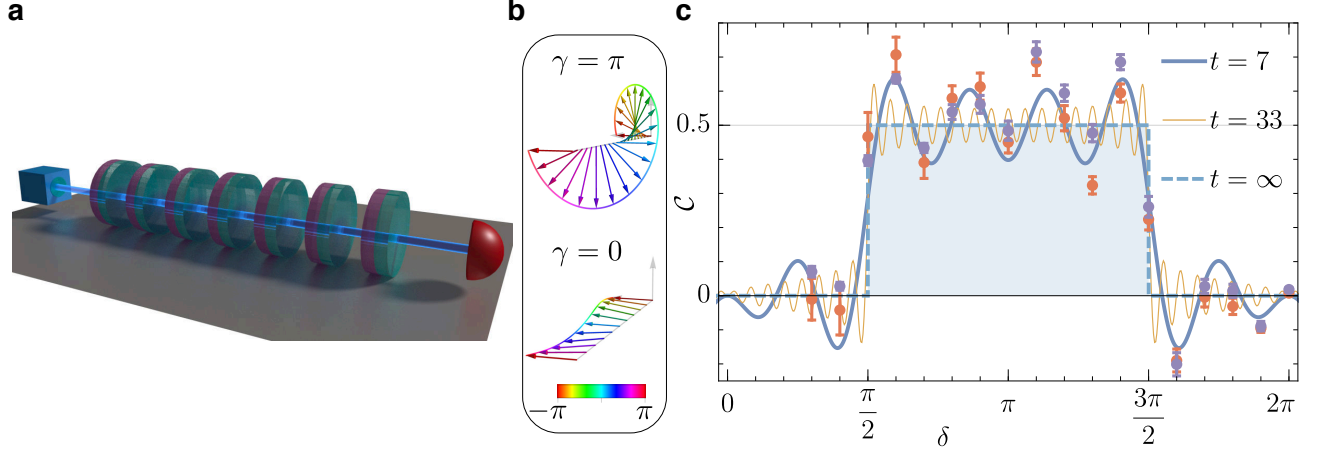 a
b
γ = π
γ = 0
−π π
c
𝒞
0.5
0
t = 7
t = 33
t = ∞
0 π/2 π 3π/2 2π
δ